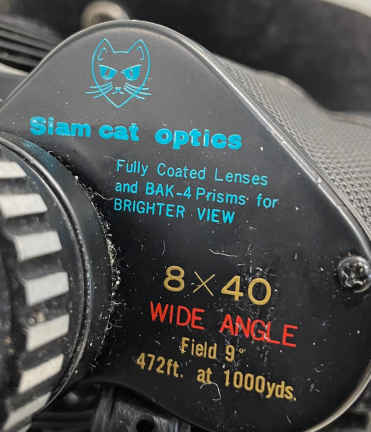 Siam cat optics
Fully Coated Lenses
and BAK-4 Prisms for
BRIGHTER VIEW
8×40
WIDE ANGLE
Field 9°
472ft. at 1000yds.